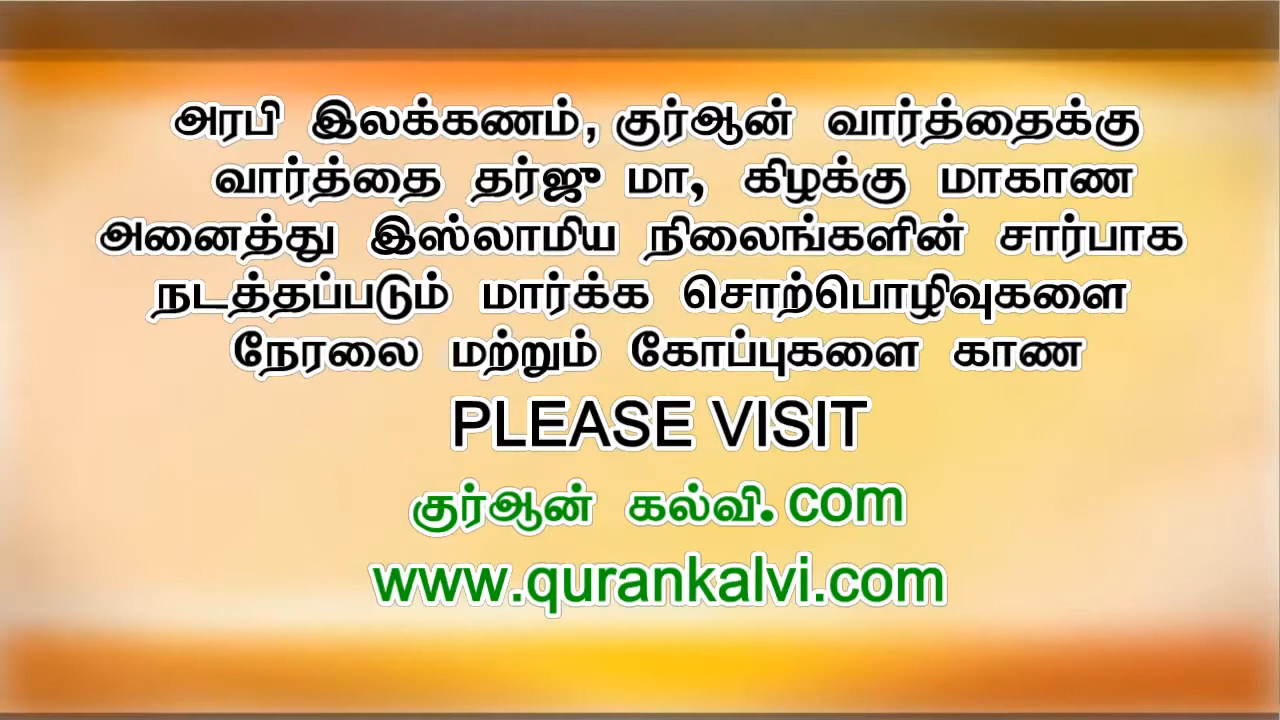 அரபி இலக்கணம், குர்ஆன் வார்த்தைக்கு
வார்த்தை தர்ஜு மா, கிழக்கு மாகாண
அனைத்து இஸ்லாமிய நிலைங்களின் சார்பாக
நடத்தப்படும் மார்க்க சொற்பொழிவுகளை
நேரலை மற்றும் கோப்புகளை காண
PLEASE VISIT
குர்ஆன் கல்வி.com
www.qurankalvi.com